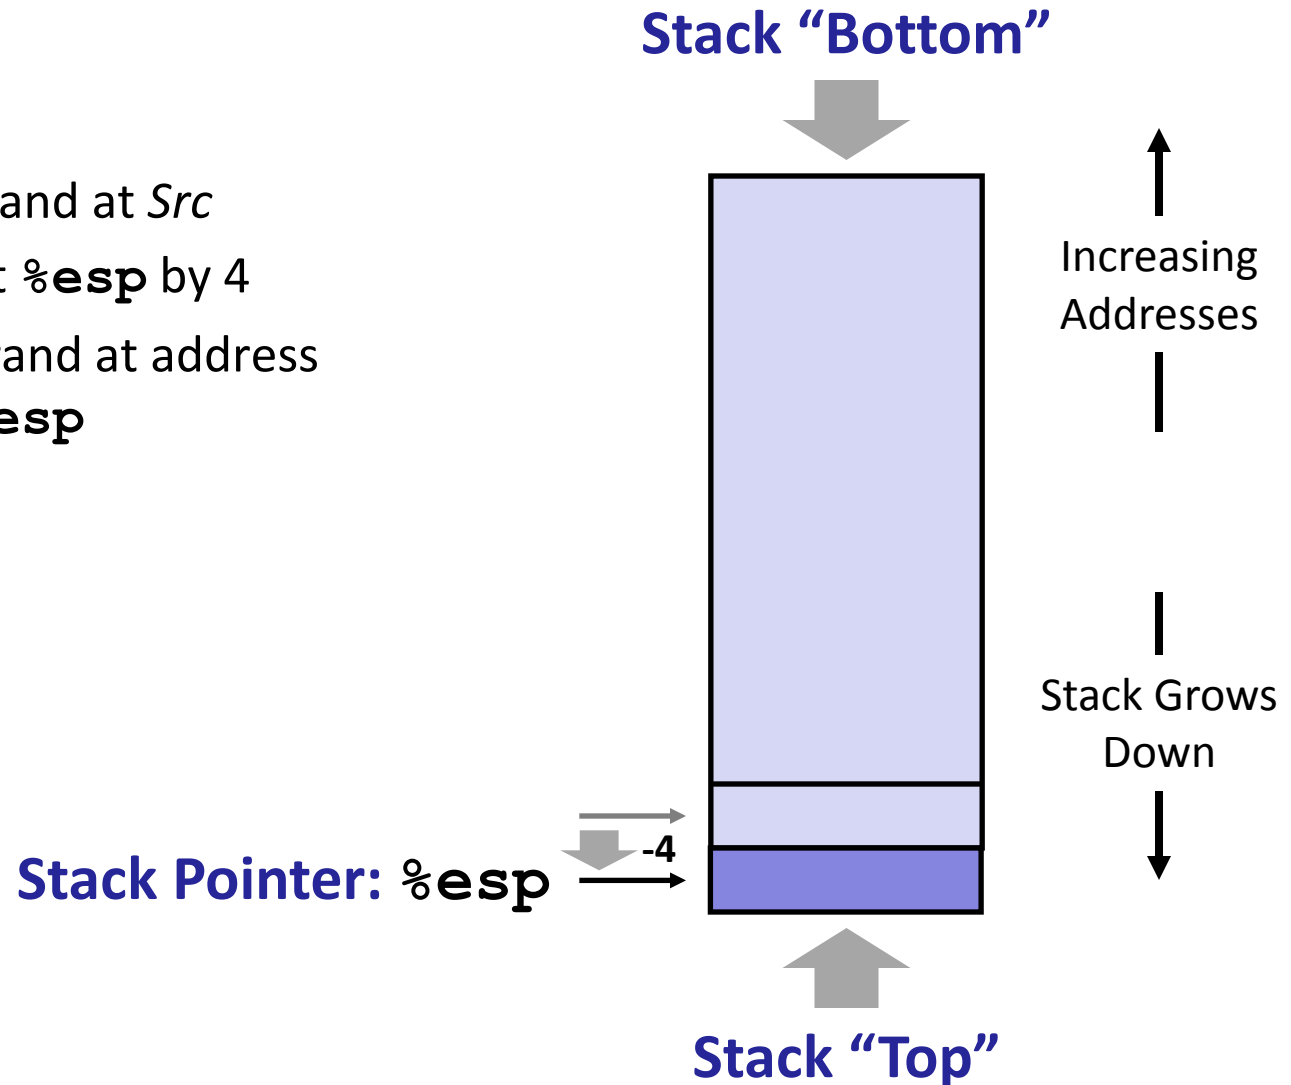 Stack “Bottom”
and at Src
%esp by 4
and at address
esp
Increasing
Addresses
Stack Grows
Down
-4
Stack Pointer: %esp
Stack “Top”